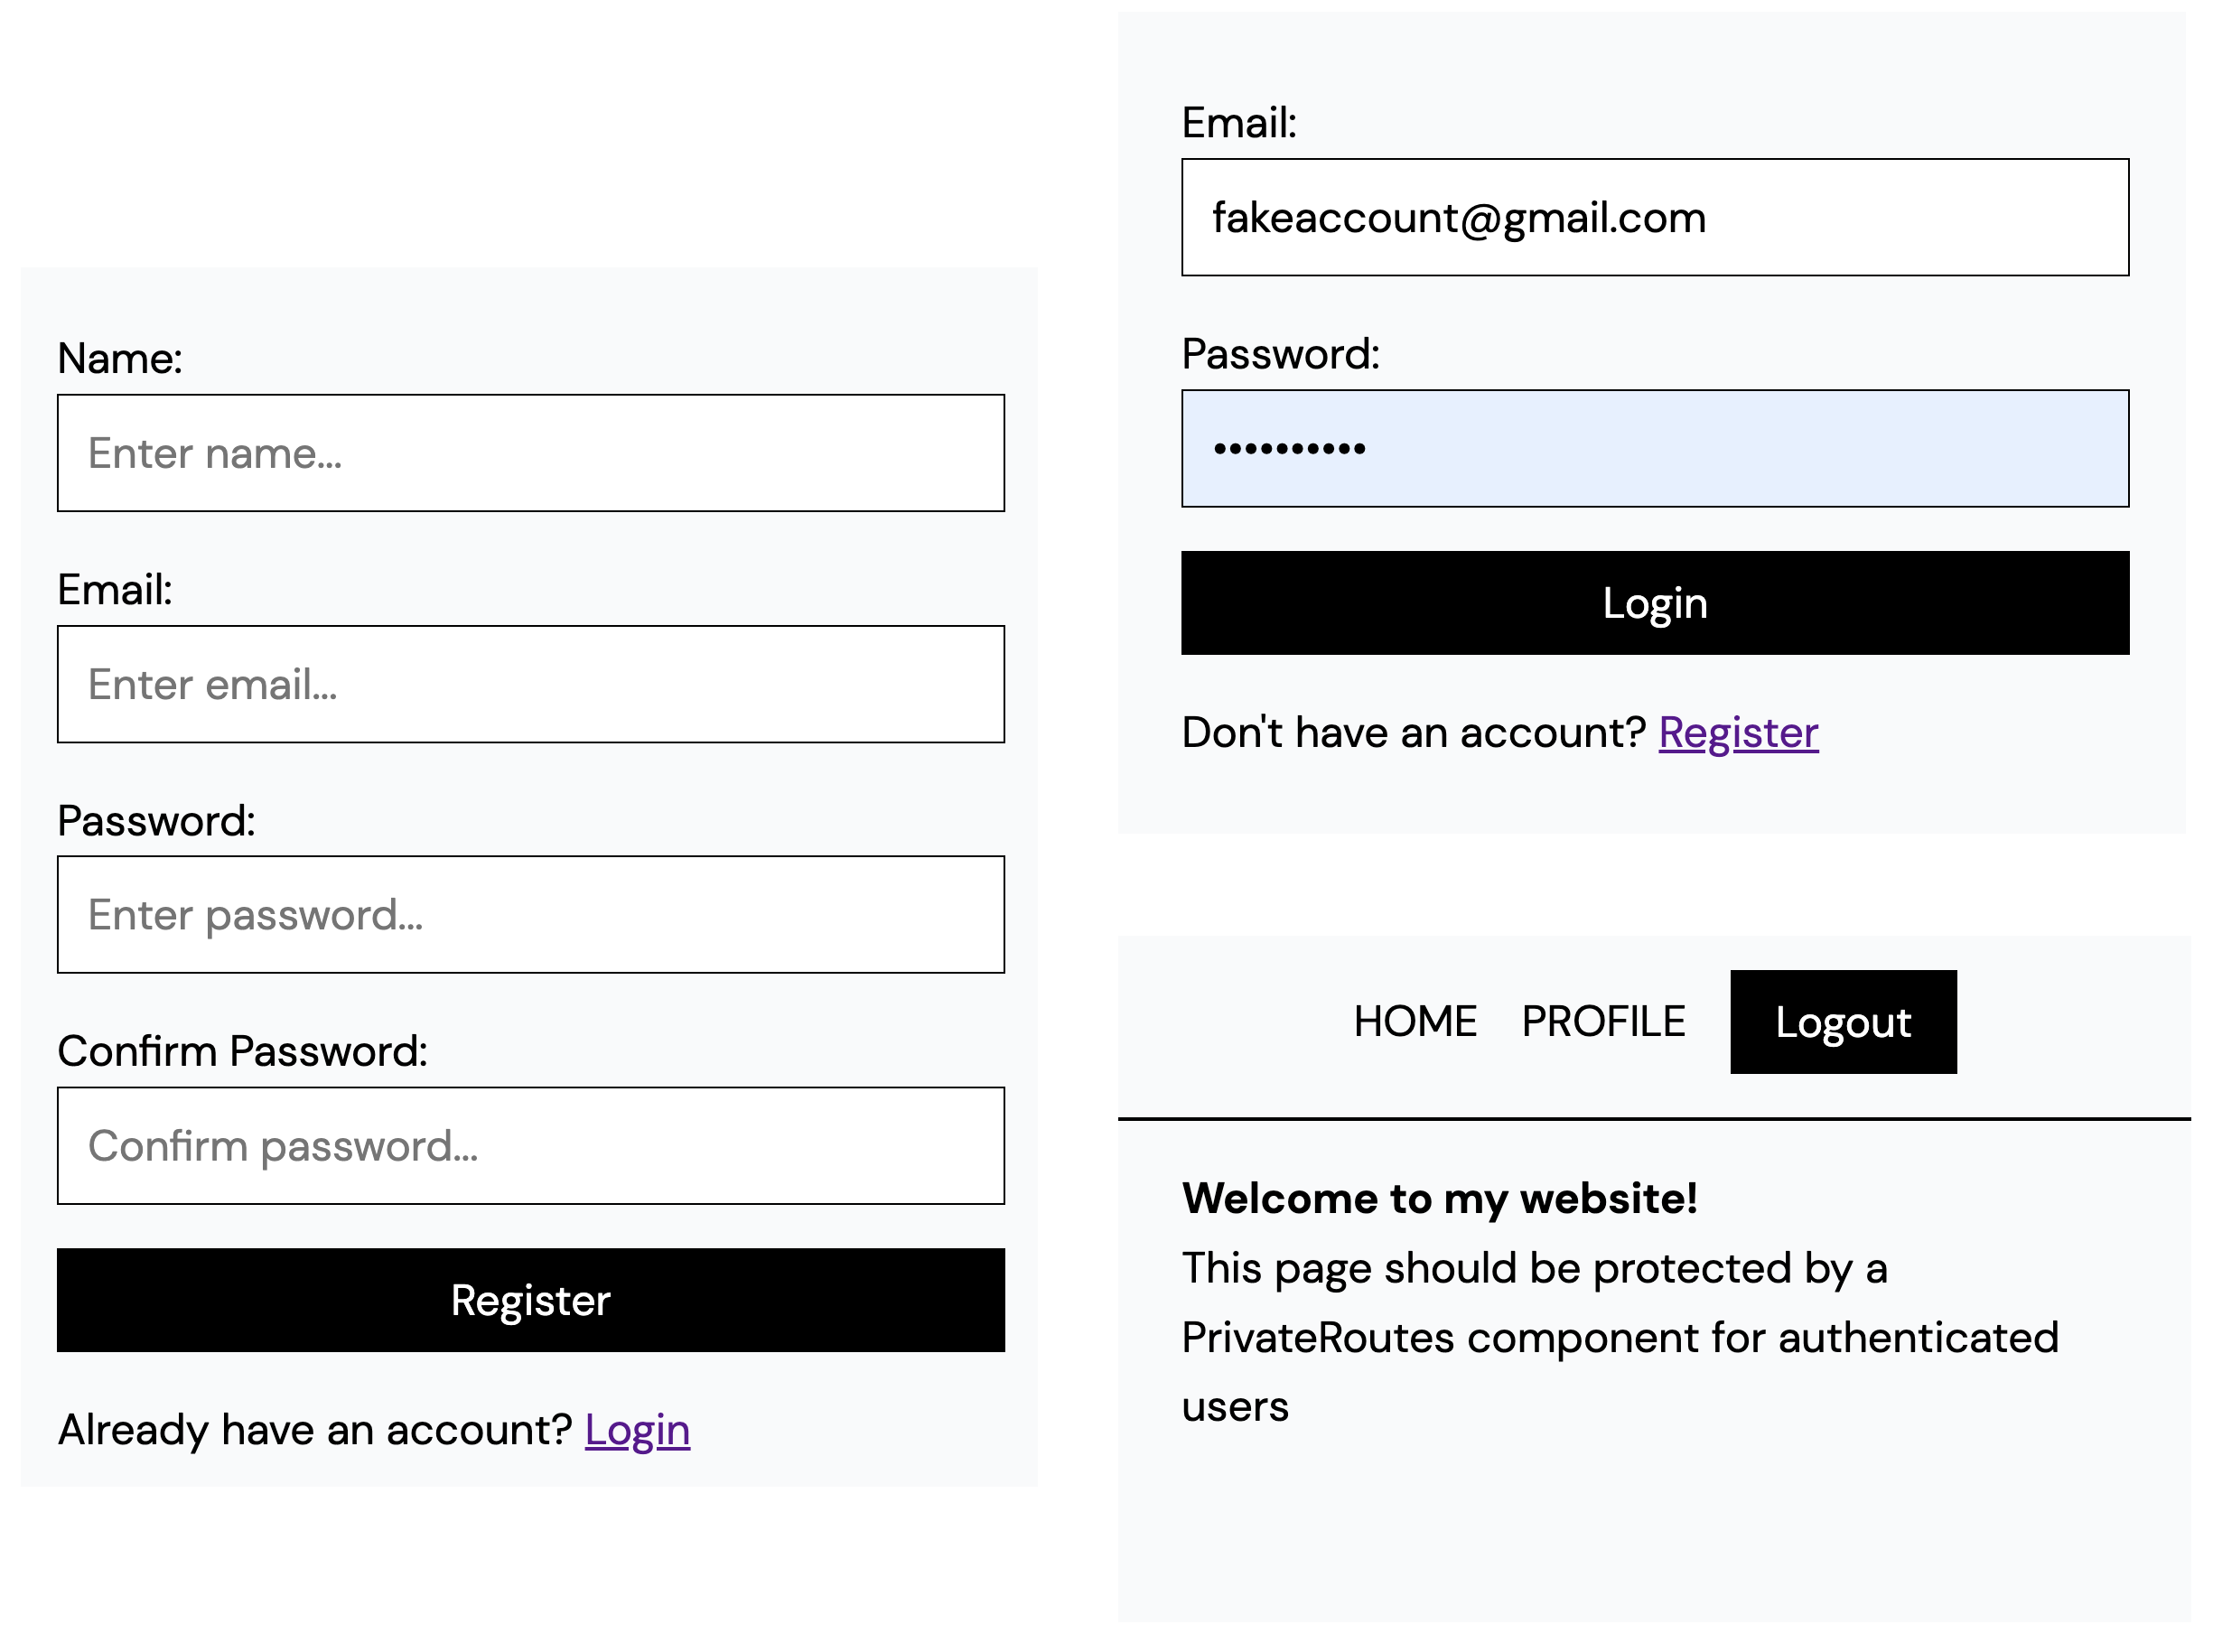 Name:
Enter name...
Email:
Enter email...
Password:
Enter password...
Confirm Password:
Confirm password...
Register
Already have an account? Login
Email:
fakeaccount@gmail.com
Password:
••••••••••
Login
Don't have an account? Register
HOME PROFILE Logout
Welcome to my website!
This page should be protected by a
PrivateRoutes component for authenticated
users